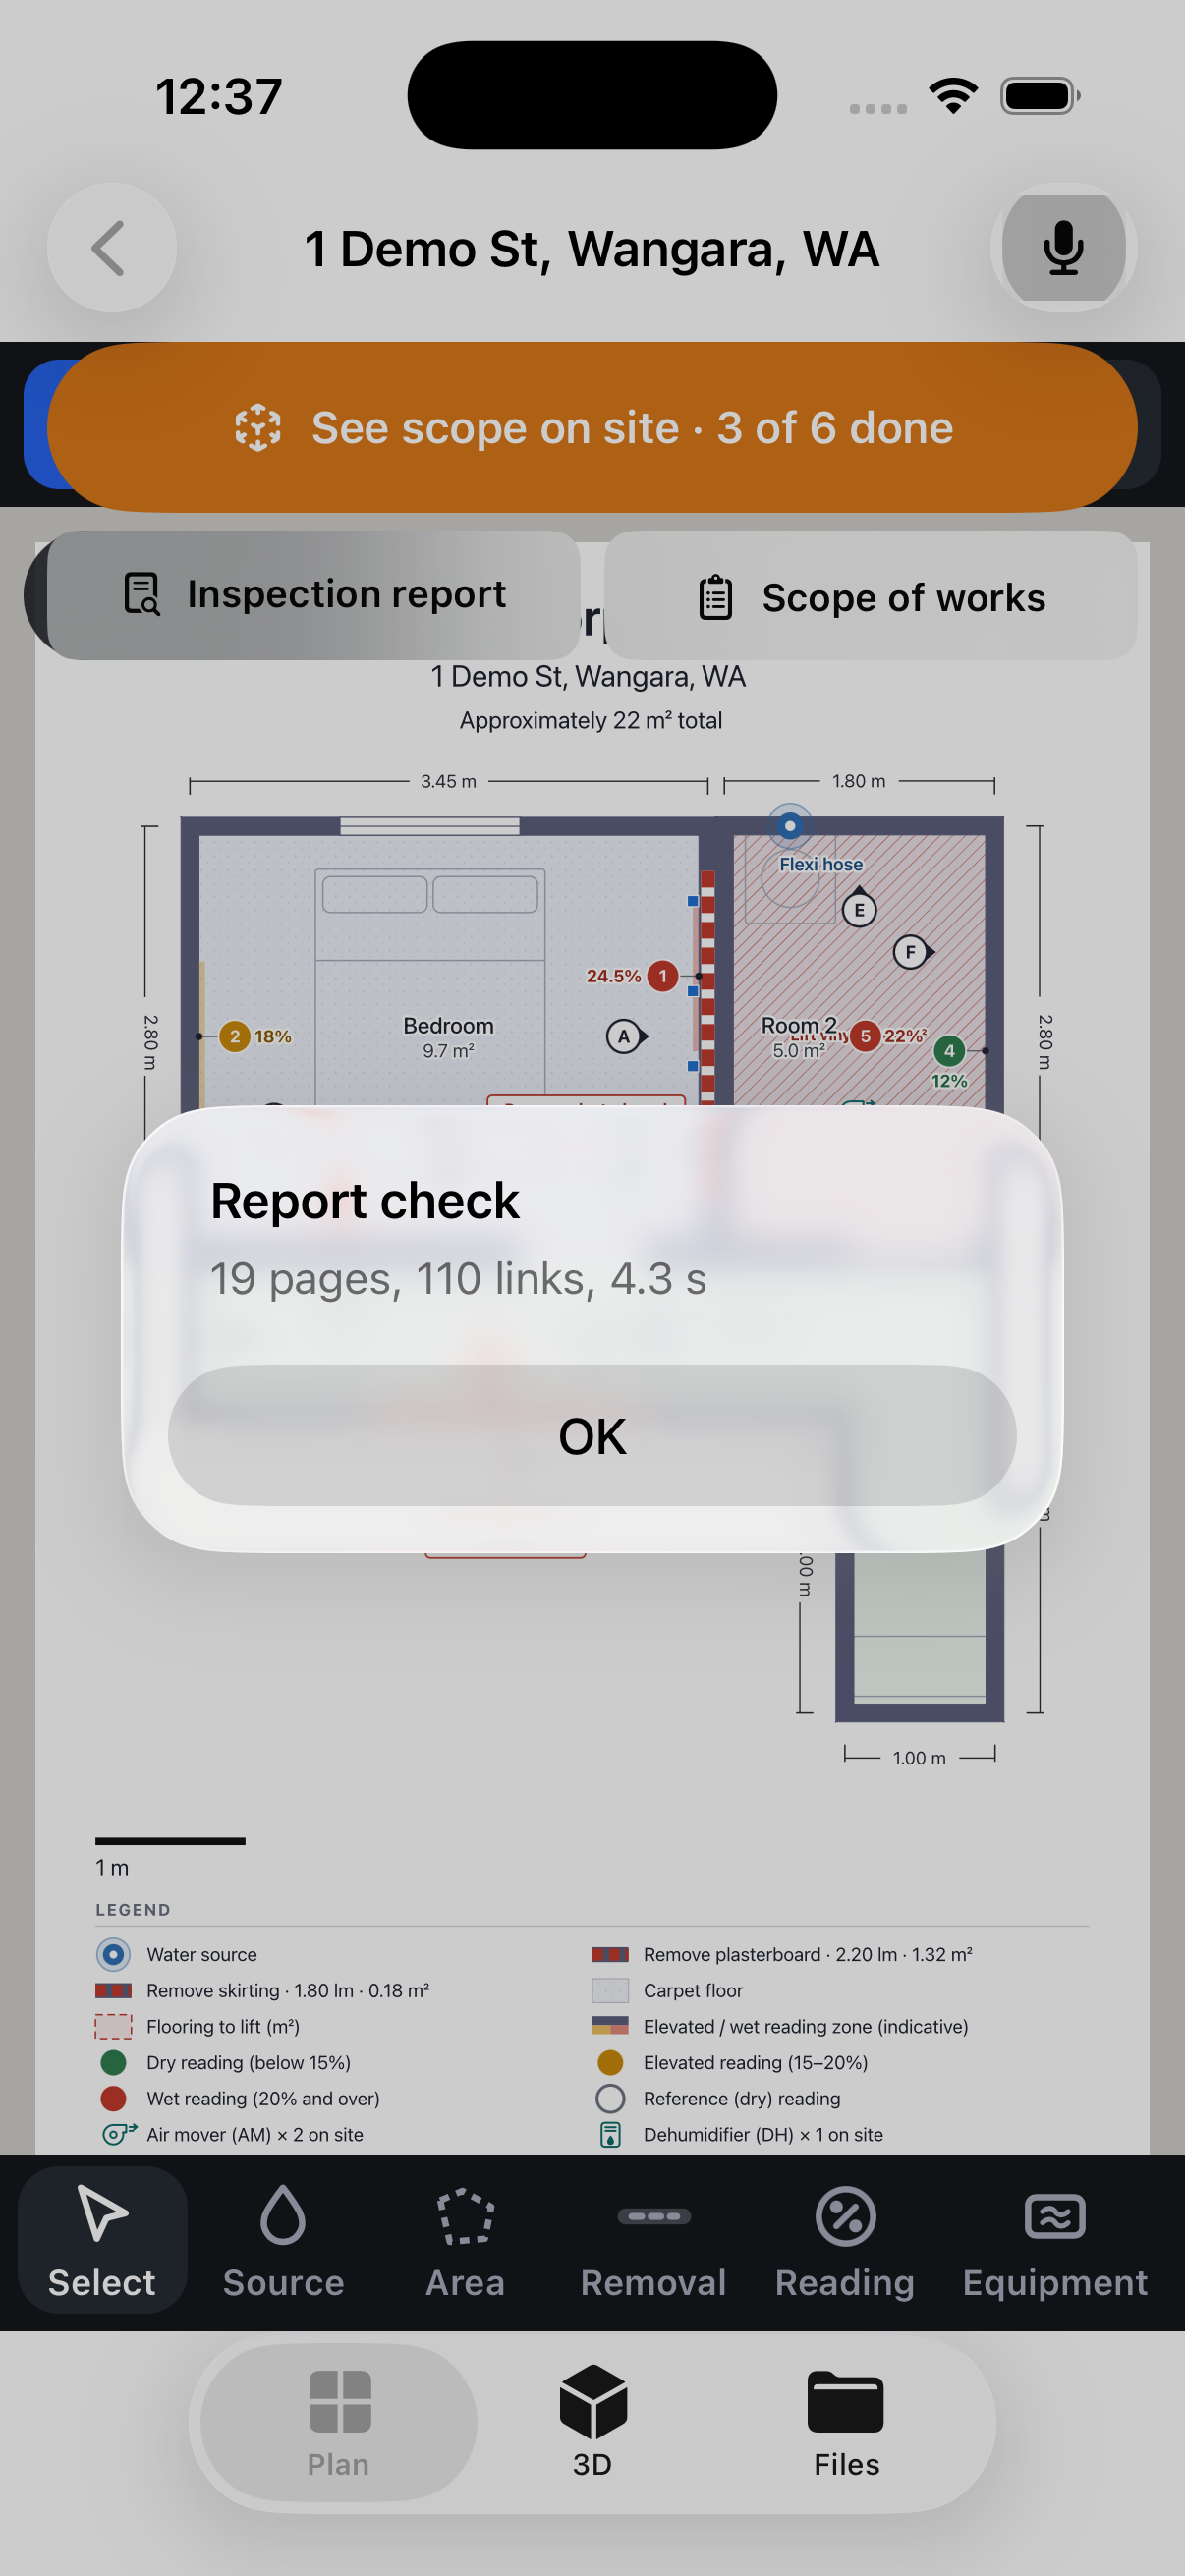 12:37
1 Demo St, Wangara, WA
See scope on site · 3 of 6 done
Inspection report
Scope of works
1 Demo St, Wangara, WA
Approximately 22 m² total
3.45 m
1.80 m
Flexi hose
E
F
24.5% 1
2.80 m
2 18%
Bedroom
9.7 m²
A
Room 2
5.0 m²
5
22%
4
12%
2.80 m
Report check
19 pages, 110 links, 4.3 s
OK
1.00 m
1 m
LEGEND
Water source
Remove plasterboard · 2.20 lm · 1.32 m²
Remove skirting · 1.80 lm · 0.18 m²
Carpet floor
Flooring to lift (m²)
Elevated / wet reading zone (indicative)
Dry reading (below 15%)
Elevated reading (15–20%)
Wet reading (20% and over)
Reference (dry) reading
Air mover (AM) × 2 on site
Dehumidifier (DH) × 1 on site
Select
Source
Area
Removal
Reading
Equipment
Plan
3D
Files